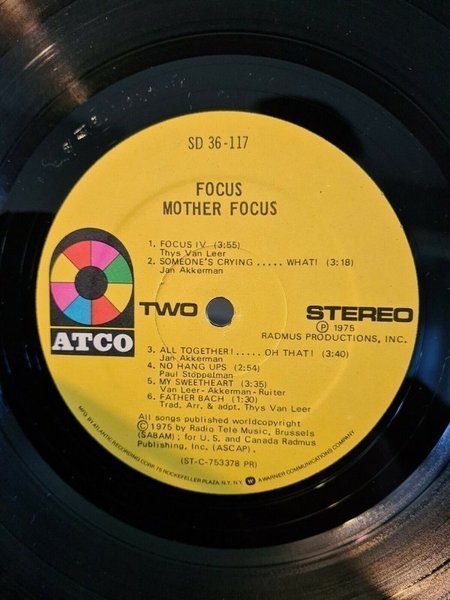 SD 36-117
FOCUS
MOTHER FOCUS
1. FOCUS IV (3:55)
Thys Van Leer
2. SOMEONE'S CRYING ..... WHAT! (3:18)
Jan Akkerman
TWO
STEREO
Ⓟ 1975
RADMUS PRODUCTIONS, INC.
ATCO
3. ALL TOGETHER! ..... OH THAT! (3:40)
Jan Akkerman
4. NO HANG UPS (2:54)
Paul Stoppelman
5. MY SWEETHEART (3:35)
Van Leer-Akkerman-Ruiter
6. FATHER BACH (1:30)
Trad. Arr. & adpt. Thys Van Leer
All songs published worldcopyright
© 1975 by Radio Tele Music, Brussels
(SABAM) ; for U.S. and Canada Radmus
Publishing, Inc. (ASCAP).
(ST-C-753378 PR)
MFG. BY ATLANTIC RECORDING CORP. 75 ROCKEFELLER PLAZA, N.Y. N.Y. W A WARNER COMMUNICATIONS COMPANY